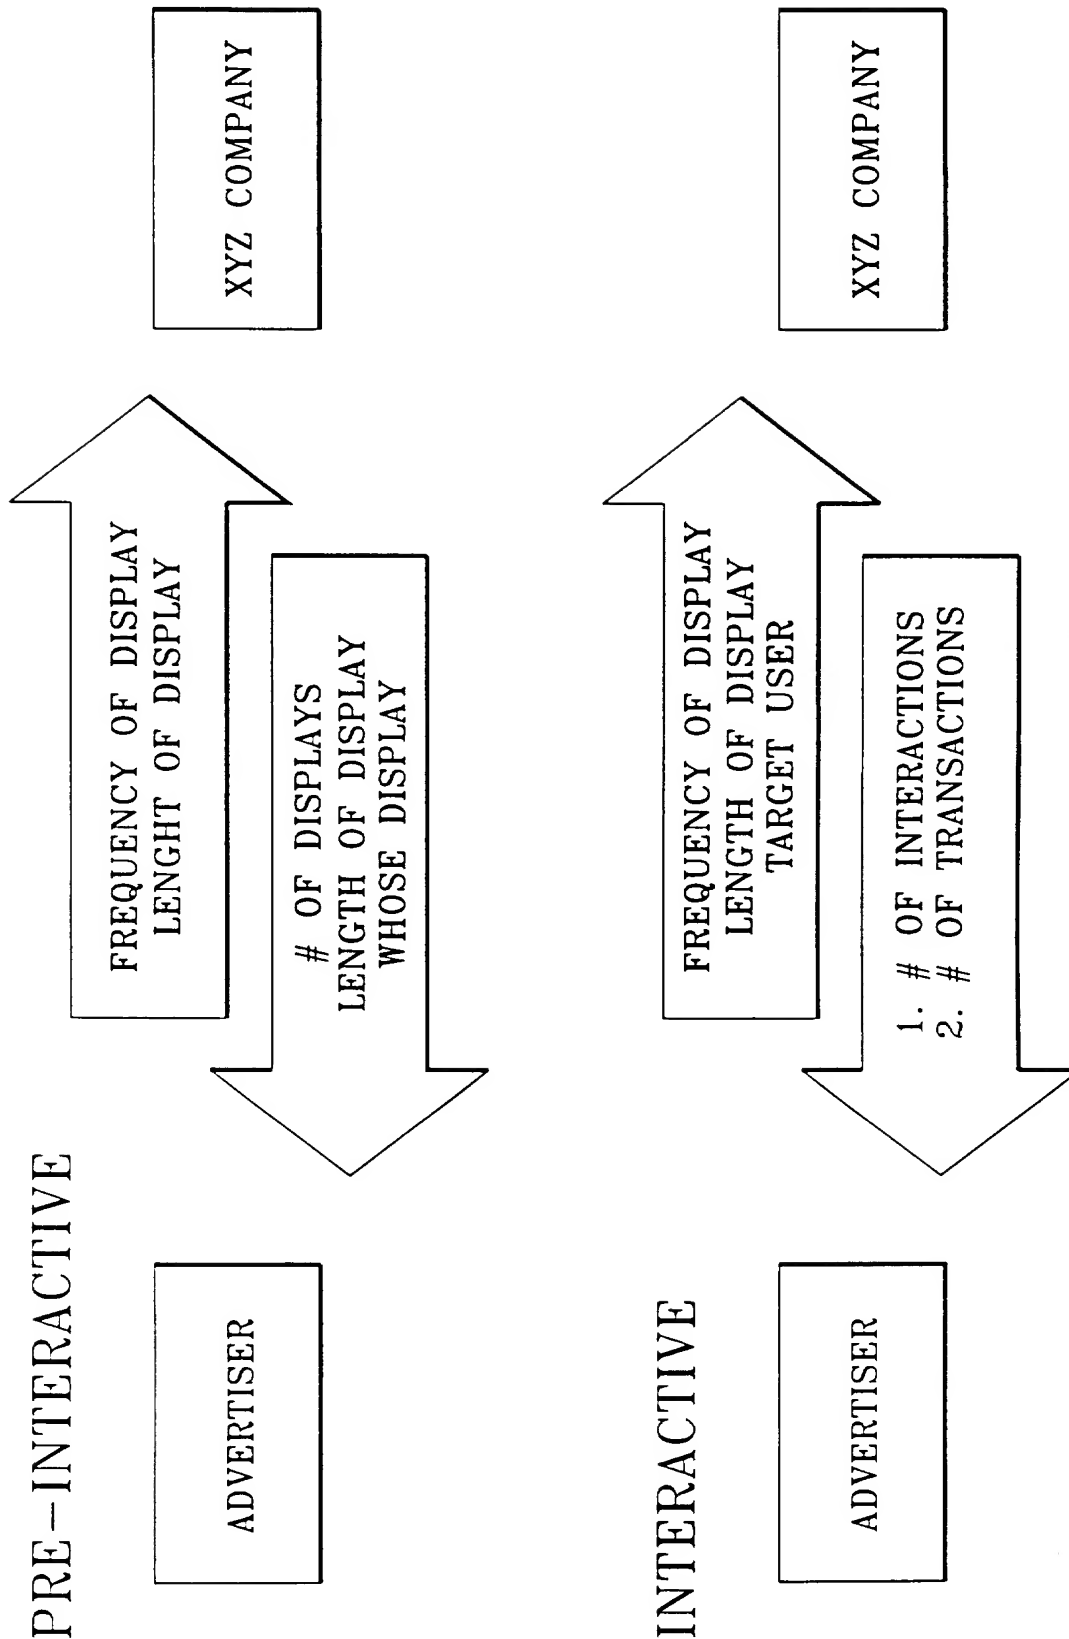 PRE-INTERACTIVE
ADVERTISER
FREQUENCY OF DISPLAY
LENGHT OF DISPLAY
# OF DISPLAYS
LENGTH OF DISPLAY
WHOSE DISPLAY
XYZ COMPANY
INTERACTIVE
ADVERTISER
FREQUENCY OF DISPLAY
LENGTH OF DISPLAY
TARGET USER
1. # OF INTERACTIONS
2. # OF TRANSACTIONS
XYZ COMPANY